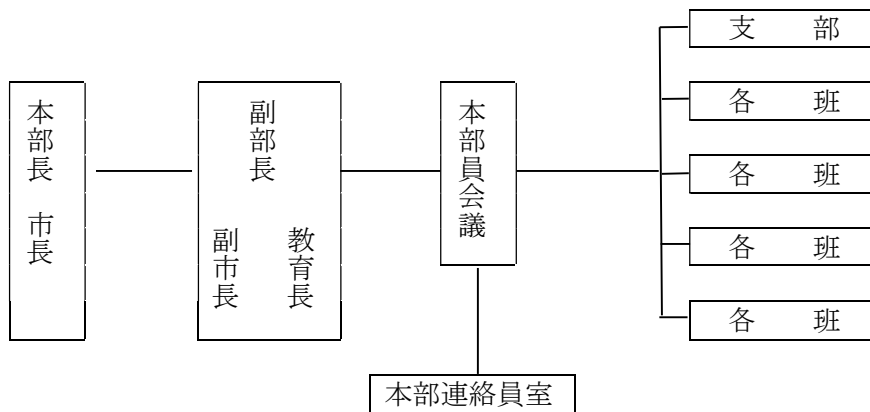 本部長　市長
副部長
副市長
教育長
本部員会議
本部連絡員室
支　部
各　班
各　班
各　班
各　班